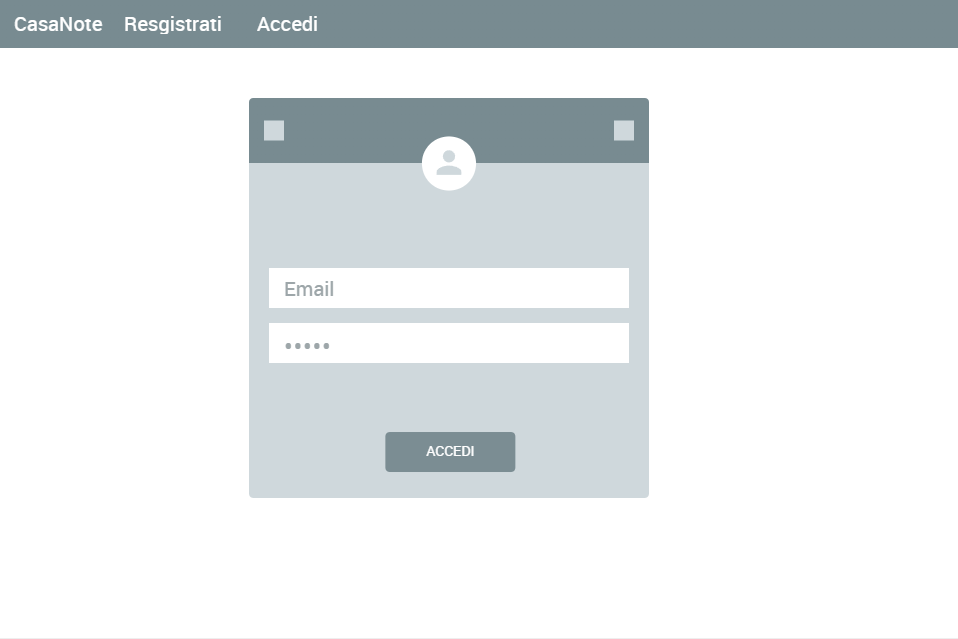 CasaNote Resgistrati Accedi
Email
•••••
ACCEDI